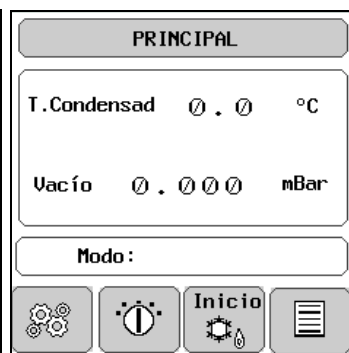 PRINCIPAL
T.Condensad 0.0 °C
Vacío 0.000 mBar
Modo:
Inicio